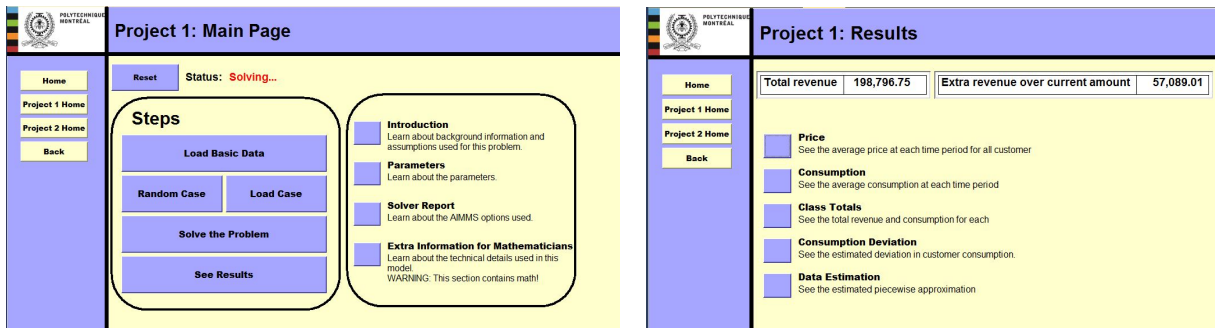 POLYTECHNIQUE
MONTRÉAL
Project 1: Main Page
Home
Project 1 Home
Project 2 Home
Back
Reset
Status: Solving...
Steps
Load Basic Data
Random Case
Load Case
Solve the Problem
See Results
Introduction
Learn about background information and
assumptions used for this problem.
Parameters
Learn about the parameters.
Solver Report
Learn about the AIMMS options used.
Extra Information for Mathematicians
Learn about the technical details used in this
model.
WARNING: This section contains math!
POLYTECHNIQUE
MONTRÉAL
Project 1: Results
Home
Project 1 Home
Project 2 Home
Back
Total revenue 198,796.75
Extra revenue over current amount 57,089.01
Price
See the average price at each time period for all customer
Consumption
See the average consumption at each time period
Class Totals
See the total revenue and consumption for each
Consumption Deviation
See the estimated deviation in customer consumption.
Data Estimation
See the estimated piecewise approximation